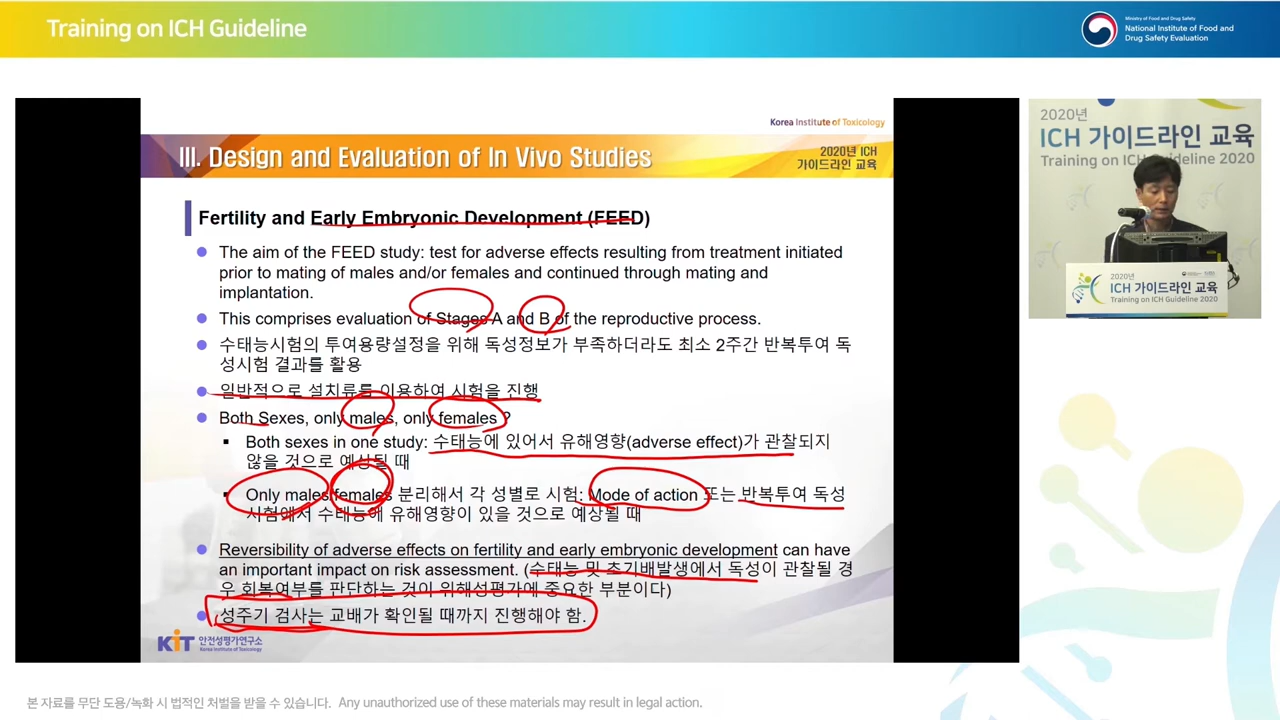 Training on ICH Guideline
Ministry of Food and Drug Safety
National Institute of Food and
Drug Safety Evaluation
Korea Institute of Toxicology
III. Design and Evaluation of In Vivo Studies
2020년 ICH
가이드라인 교육
Fertility and Early Embryonic Development (FEED)
The aim of the FEED study: test for adverse effects resulting from treatment initiated
prior to mating of males and/or females and continued through mating and
implantation.
This comprises evaluation of Stages A and B of the reproductive process.
수태능시험의 투여용량설정을 위해 독성정보가 부족하더라도 최소 2주간 반복투여 독
성시험 결과를 활용
일반적으로 설치류를 이용하여 시험을 진행
Both Sexes, only males, only females ?
Both sexes in one study: 수태능에 있어서 유해영향(adverse effect)가 관찰되지
않을 것으로 예상될 때
Only males/females 분리해서 각 성별로 시험: Mode of action 또는 반복투여 독성
시험에서 수태능에 유해영향이 있을 것으로 예상될 때
Reversibility of adverse effects on fertility and early embryonic development can have
an important impact on risk assessment. (수태능 및 초기배발생에서 독성이 관찰될 경
우 회복여부를 판단하는 것이 위해성평가에 중요한 부분이다)
성주기 검사는 교배가 확인될 때까지 진행해야 함.
KIT 안전성평가연구소
Korea Institute of Toxicology
2020년
ICH 가이드라인 교육
Training on ICH Guideline 2020
2020년
ICH 가이드라인 교육
Training on ICH Guideline 2020
본 자료를 무단 도용/녹화 시 법적인 처벌을 받을 수 있습니다. Any unauthorized use of these materials may result in legal action.